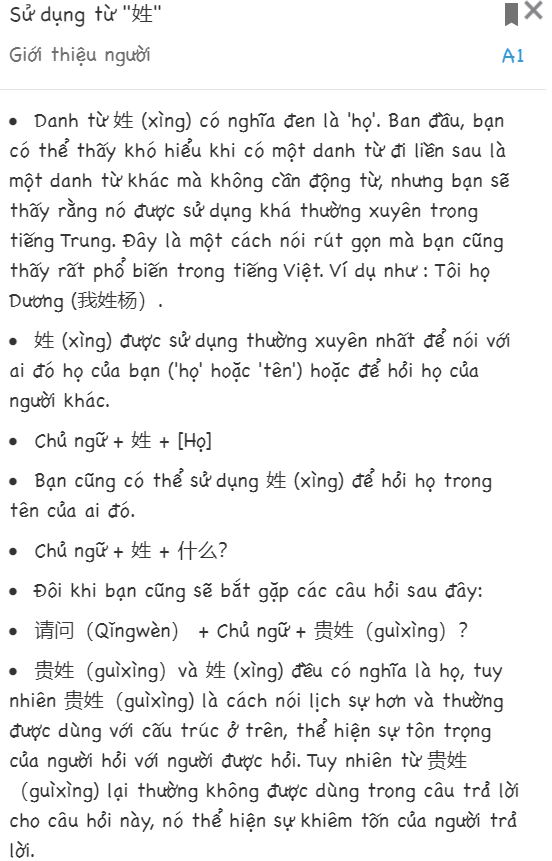 Sử dụng từ "姓"
Giới thiệu người
A1
• Danh từ 姓 (xìng) có nghĩa đen là 'họ'. Ban đầu, bạn
có thể thấy khó hiểu khi có một danh từ đi liền sau là
một danh từ khác mà không cần động từ, nhưng bạn sẽ
thấy rằng nó được sử dụng khá thường xuyên trong
tiếng Trung. Đây là một cách nói rút gọn mà bạn cũng
thấy rất phổ biến trong tiếng Việt. Ví dụ như : Tôi họ
Dương (我姓杨）.
• 姓 (xìng) được sử dụng thường xuyên nhất để nói với
ai đó họ của bạn ('họ' hoặc 'tên') hoặc để hỏi họ của
người khác.
• Chủ ngữ + 姓 + [Họ]
• Bạn cũng có thể sử dụng 姓 (xìng) để hỏi họ trong
tên của ai đó.
• Chủ ngữ + 姓 + 什么?
• Đôi khi bạn cũng sẽ bắt gặp các câu hỏi sau đây:
• 请问（Qǐngwèn） + Chủ ngữ + 贵姓（guìxìng）?
• 贵姓（guìxìng）và 姓 (xìng) đều có nghĩa là họ, tuy
nhiên 贵姓（guìxìng) là cách nói lịch sự hơn và thường
được dùng với cấu trúc ở trên, thể hiện sự tôn trọng
của người hỏi với người được hỏi. Tuy nhiên từ 贵姓
（guìxìng) lại thường không được dùng trong câu trả lời
cho câu hỏi này, nó thể hiện sự khiêm tốn của người trả
lời.